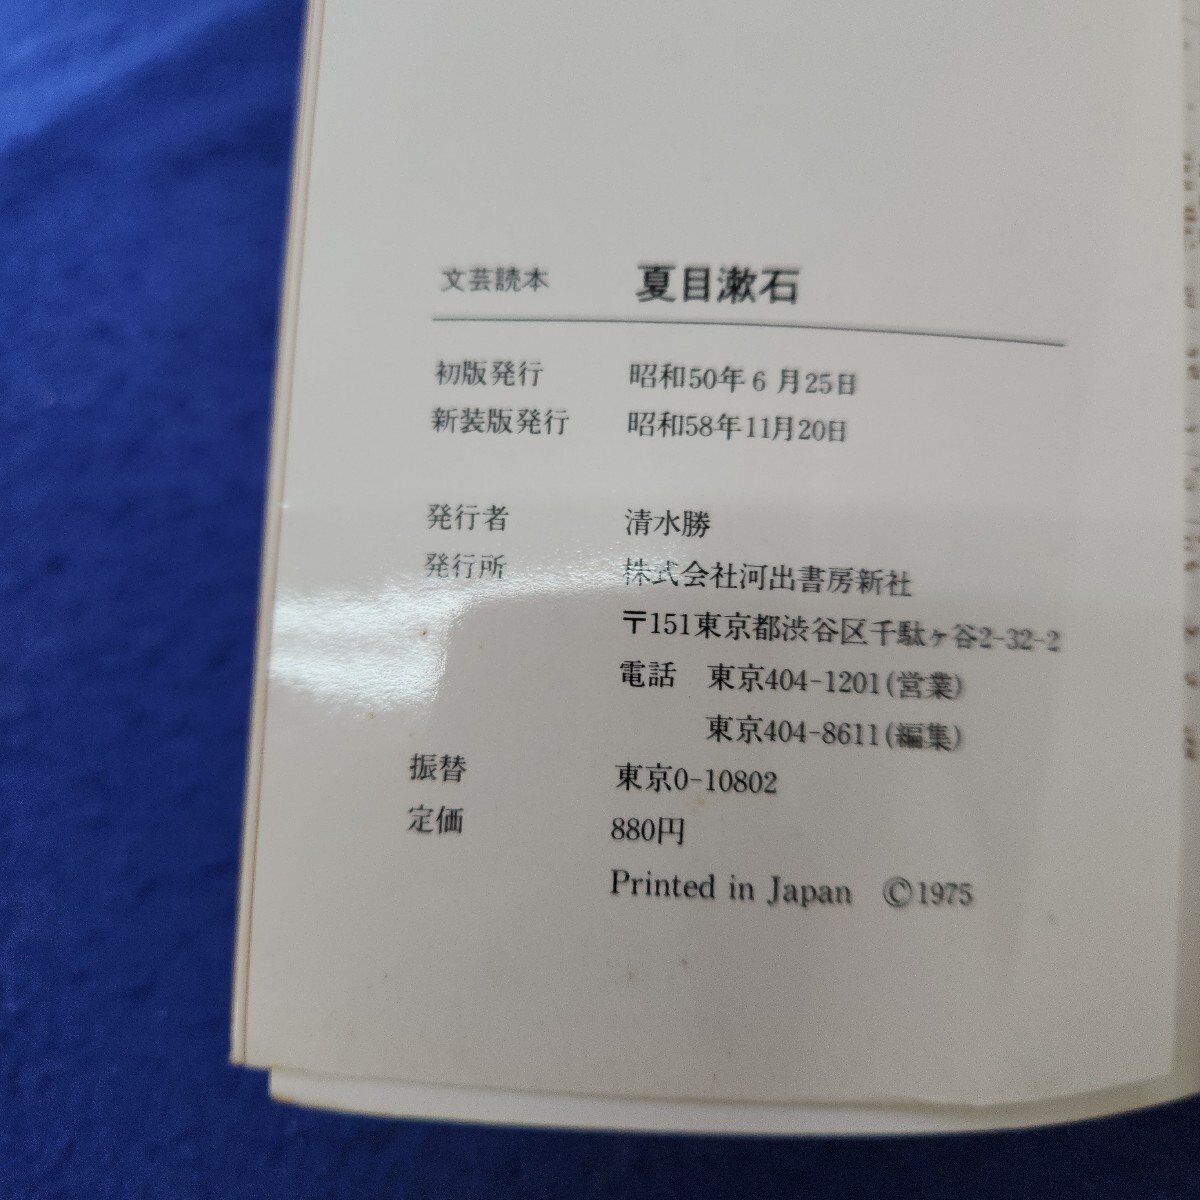 文芸読本 夏目漱石
初版発行 昭和50年6月25日
新装版発行 昭和58年11月20日
発行者 清水勝
発行所 株式会社河出書房新社
〒151東京都渋谷区千駄ヶ谷2-32-2
電話 東京404-1201(営業)
東京404-8611(編集)
振替 東京0-10802
定価 880円
Printed in Japan ©1975